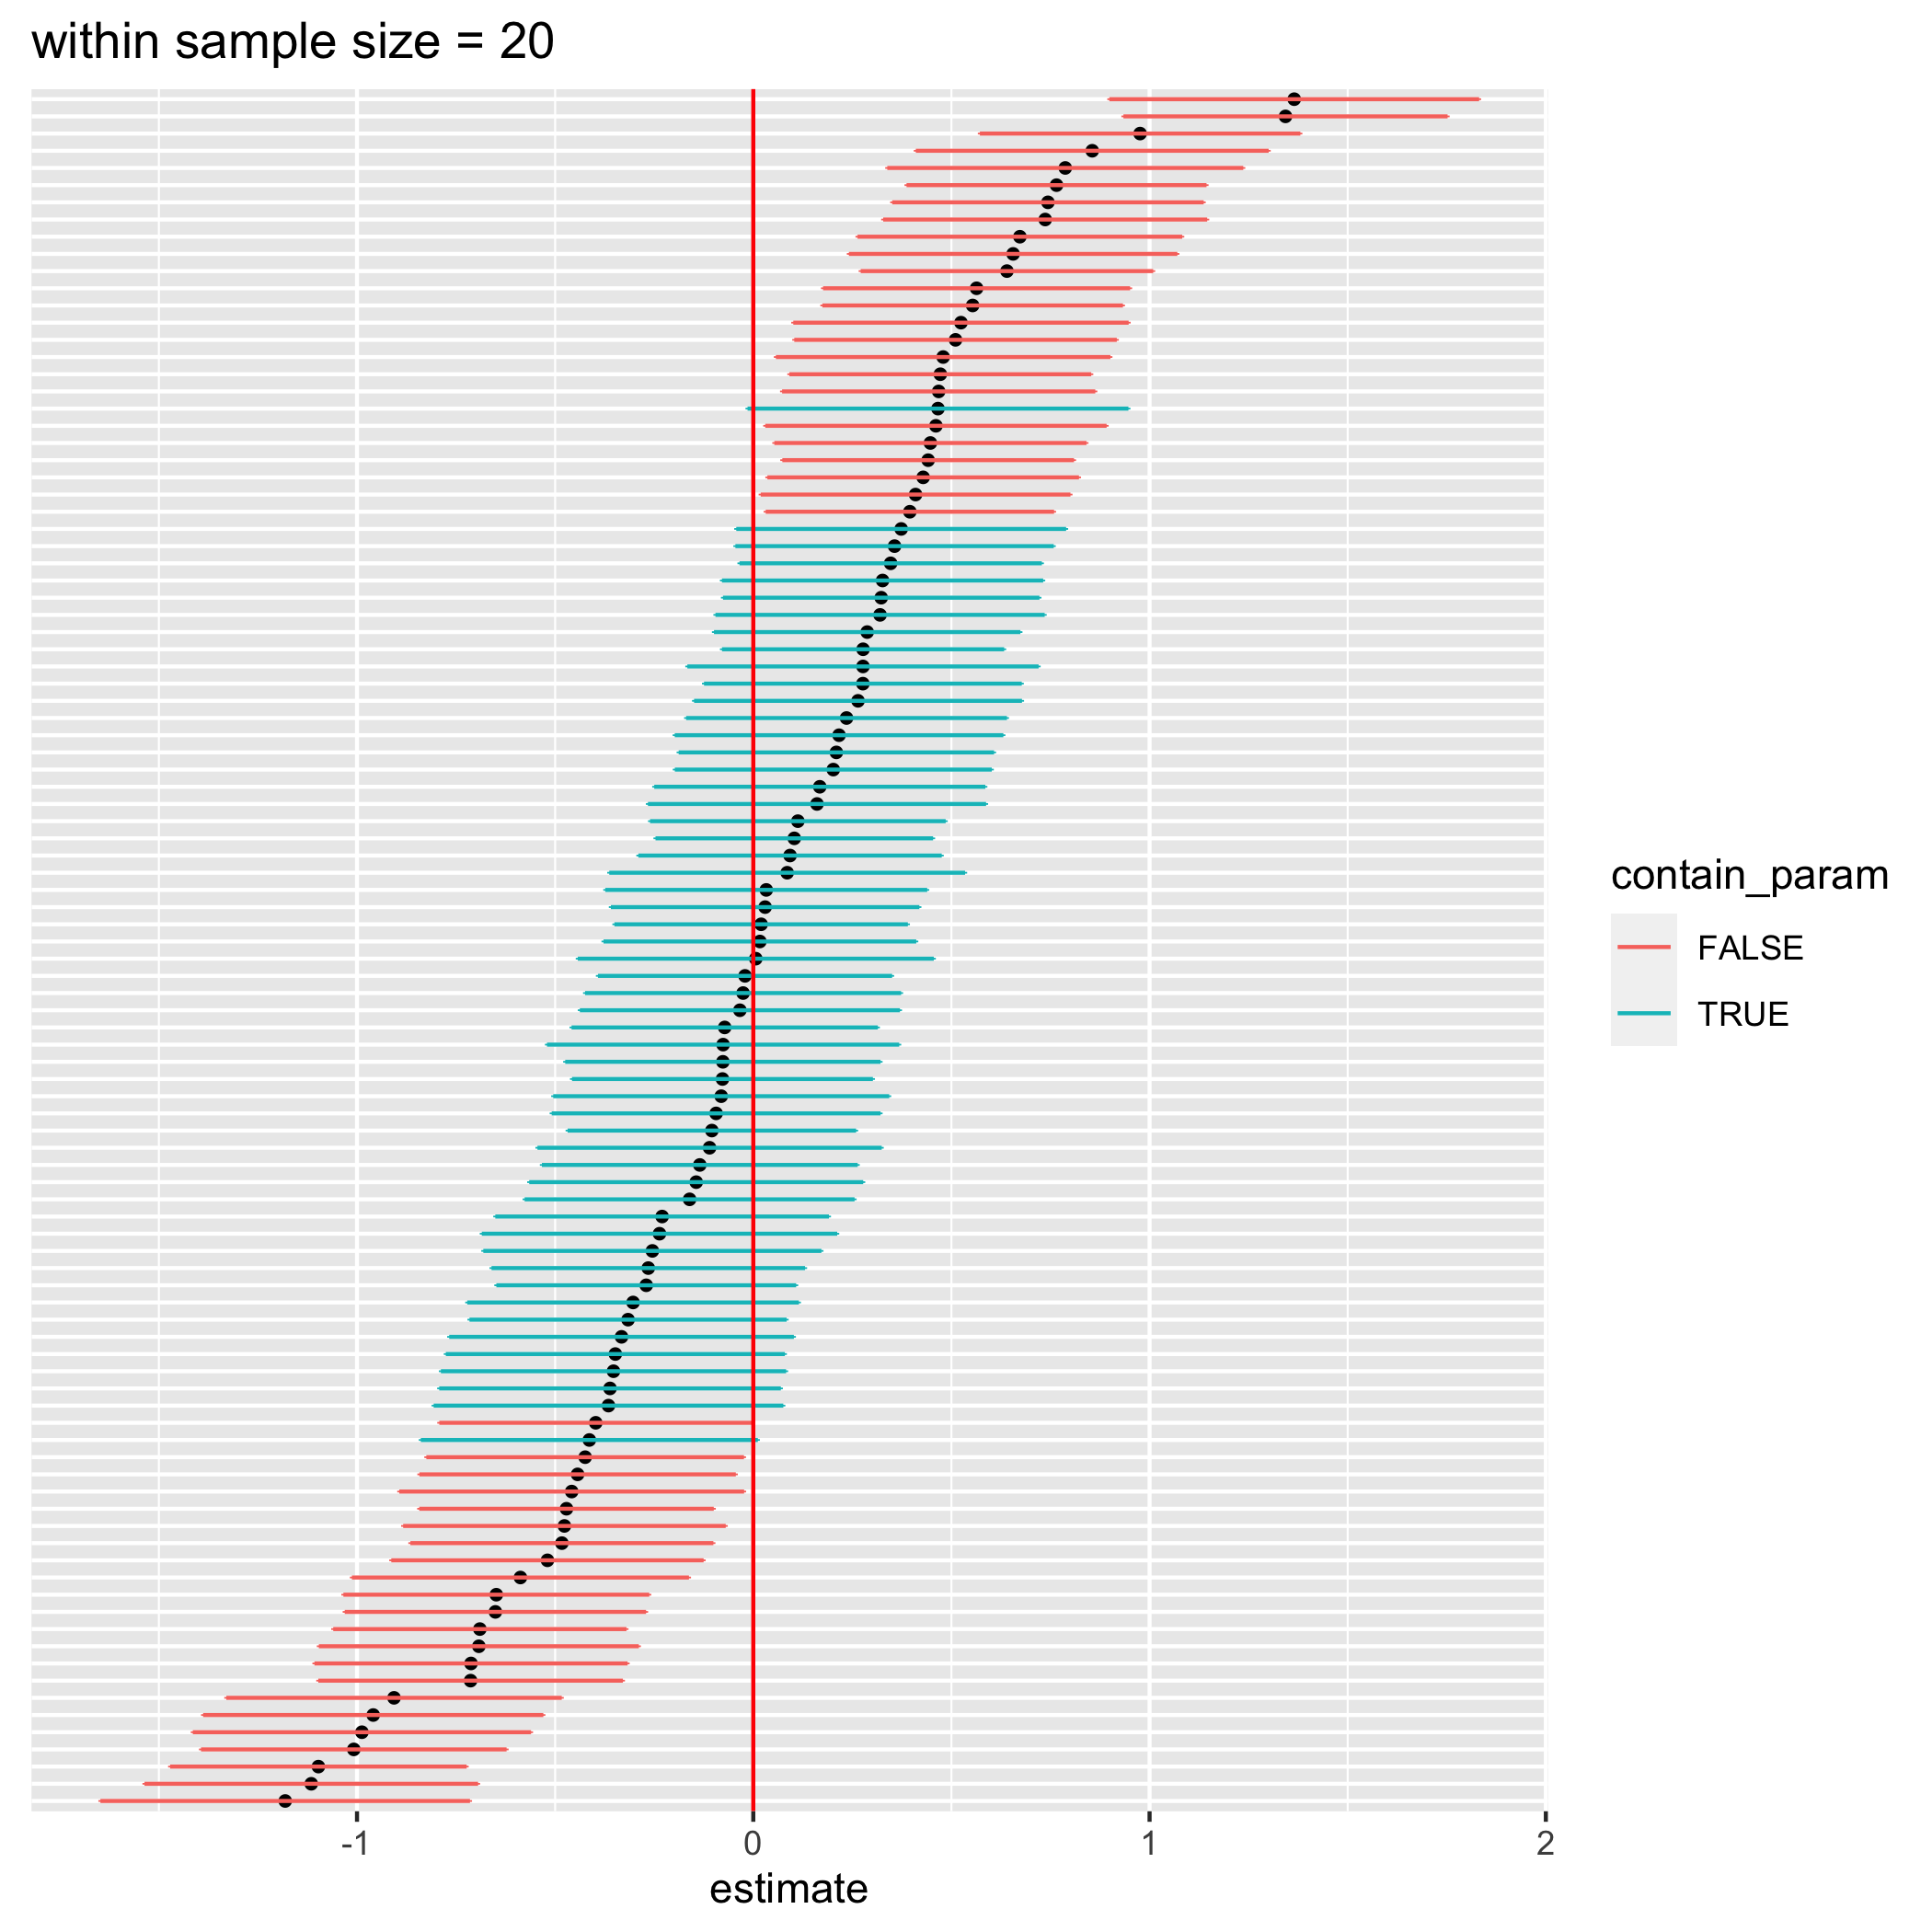 within sample size = 20
contain_param
FALSE
TRUE
-1 0 1 2
estimate